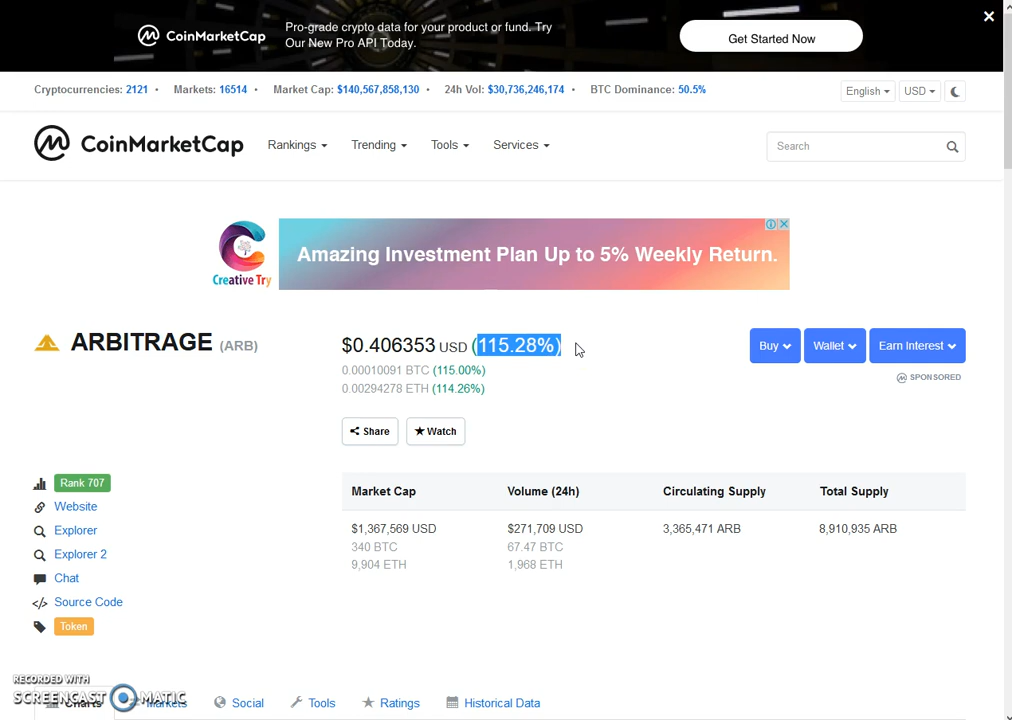 CoinMarketCap
Pro-grade crypto data for your product or fund. Try
Our New Pro API Today.
Get Started Now
Cryptocurrencies: 2121 • Markets: 16514 • Market Cap: $140,567,858,130 • 24h Vol: $30,736,246,174 • BTC Dominance: 50.5%
English USD
CoinMarketCap Rankings Trending Tools Services Search
Creative Try
Amazing Investment Plan Up to 5% Weekly Return.
ARBITRAGE (ARB)
$0.406353 USD (115.28%)
0.00010091 BTC (115.00%)
0.00294278 ETH (114.26%)
Buy Wallet Earn Interest
SPONSORED
Share Watch
Rank 707
Website
Explorer
Explorer 2
Chat
Source Code
Token
Market Cap Volume (24h) Circulating Supply Total Supply
$1,367,569 USD $271,709 USD 3,365,471 ARB 8,910,935 ARB
340 BTC 67.47 BTC
9,904 ETH 1,968 ETH
RECORDED WITH
SCREENCAST MATIC
Charts Markets Social Tools Ratings Historical Data